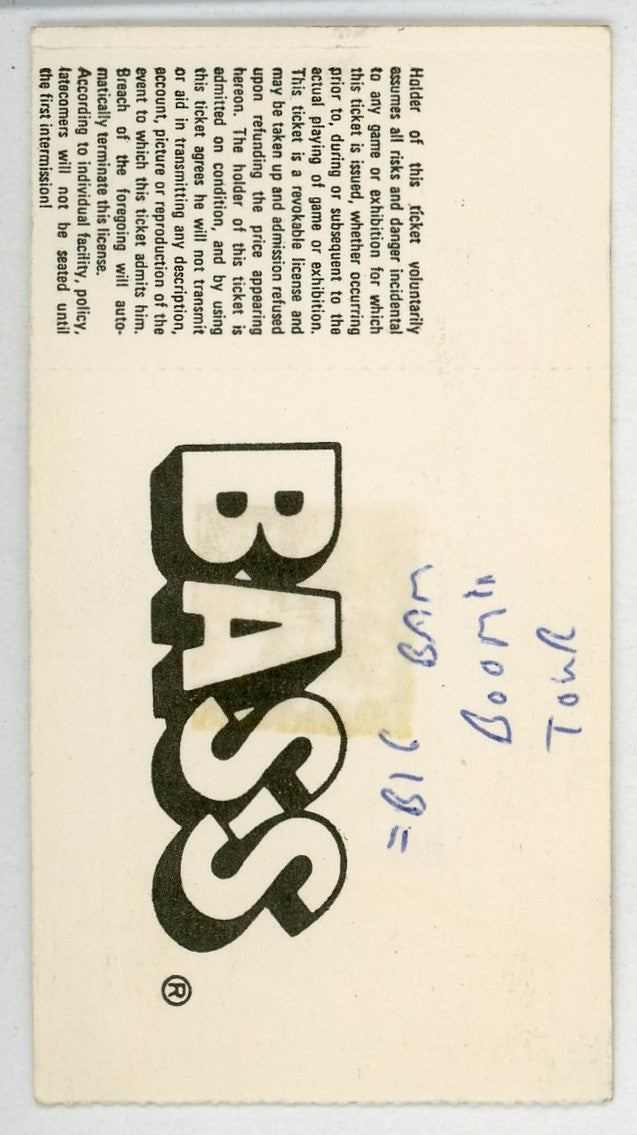 "BIG BAM
BOOM"
TOUR
Holder of this ticket voluntarily
assumes all risks and danger incidental
to any game or exhibition for which
this ticket is issued, whether occurring
prior to, during or subsequent to the
actual playing of game or exhibition.
This ticket is a revokable license and
may be taken up and admission refused
upon refunding the price appearing
hereon. The holder of this ticket is
admitted on condition, and by using
this ticket agrees he will not transmit
or aid in transmitting any description,
account, picture or reproduction of the
event to which this ticket admits him.
Breach of the foregoing will auto-
matically terminate this license.
According to individual facility, policy,
latecomers will not be seated until
the first intermission!
BASS®